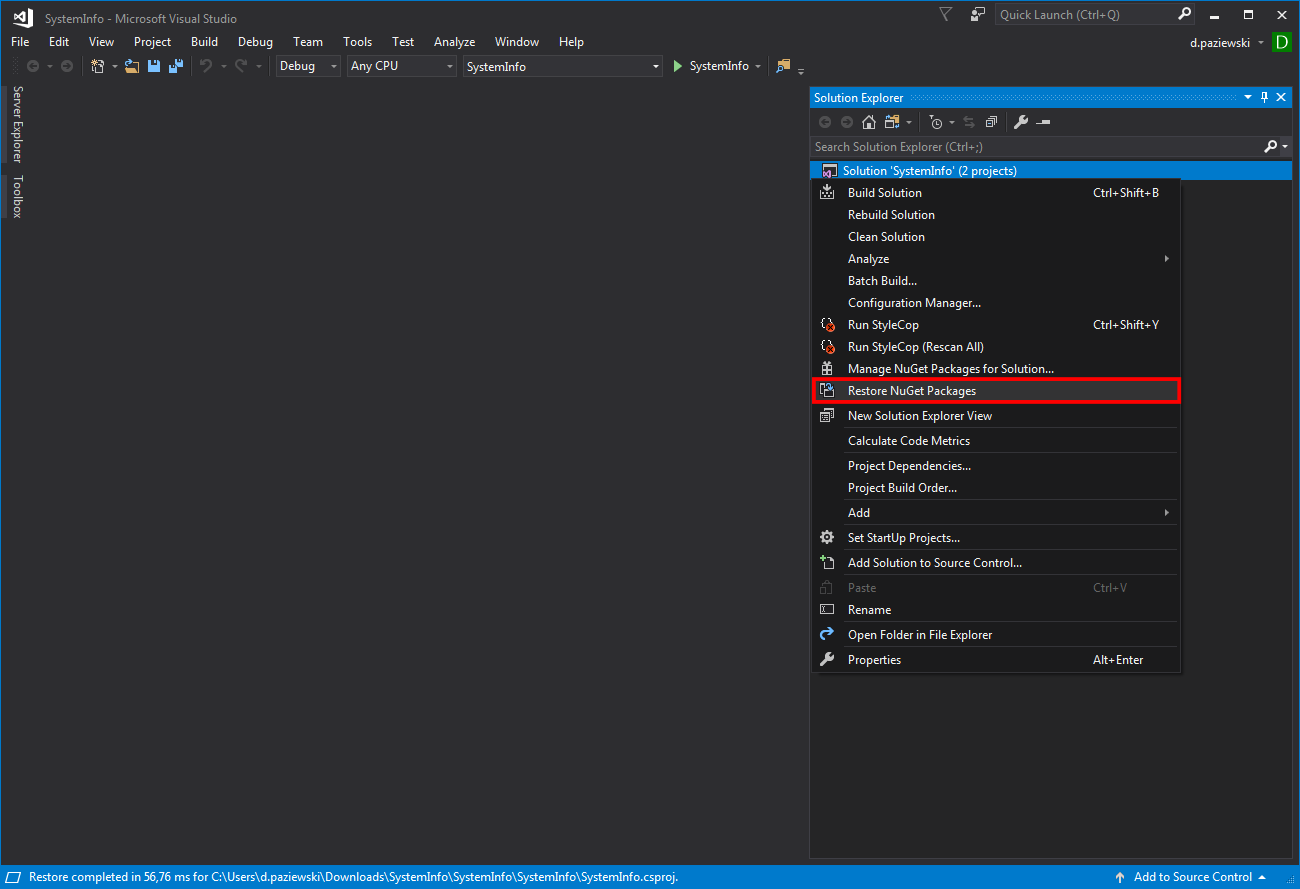 SystemInfo - Microsoft Visual Studio
Quick Launch (Ctrl+Q)
File Edit View Project Build Debug Team Tools Test Analyze Window Help
d.paziewski D
Debug Any CPU SystemInfo SystemInfo
Server Explorer
Toolbox
Solution Explorer
Search Solution Explorer (Ctrl+;)
Solution 'SystemInfo' (2 projects)
Build Solution Ctrl+Shift+B
Rebuild Solution
Clean Solution
Analyze
Batch Build...
Configuration Manager...
Run StyleCop Ctrl+Shift+Y
Run StyleCop (Rescan All)
Manage NuGet Packages for Solution...
Restore NuGet Packages
New Solution Explorer View
Calculate Code Metrics
Project Dependencies...
Project Build Order...
Add
Set StartUp Projects...
Add Solution to Source Control...
Paste Ctrl+V
Rename
Open Folder in File Explorer
Properties Alt+Enter
Restore completed in 56,76 ms for C:\Users\d.paziewski\Downloads\SystemInfo\SystemInfo\SystemInfo\SystemInfo.csproj.
Add to Source Control